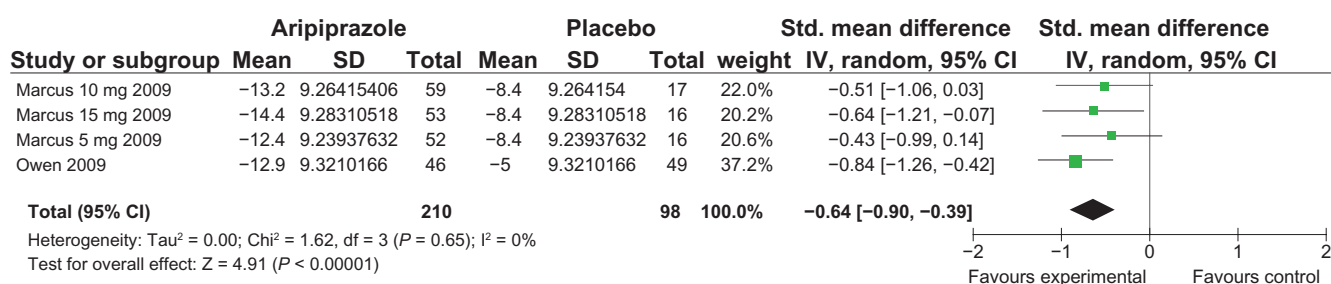 Aripiprazole Placebo Std. mean difference Std. mean difference
Study or subgroup Mean SD Total Mean SD Total weight IV, random, 95% CI IV, random, 95% CI
Marcus 10 mg 2009 −13.2 9.26415406 59 −8.4 9.264154 17 22.0% −0.51 [−1.06, 0.03]
Marcus 15 mg 2009 −14.4 9.28310518 53 −8.4 9.28310518 16 20.2% −0.64 [−1.21, −0.07]
Marcus 5 mg 2009 −12.4 9.23937632 52 −8.4 9.23937632 16 20.6% −0.43 [−0.99, 0.14]
Owen 2009 −12.9 9.3210166 46 −5 9.3210166 49 37.2% −0.84 [−1.26, −0.42]
Total (95% CI) 210 98 100.0% −0.64 [−0.90, −0.39]
Heterogeneity: Tau² = 0.00; Chi² = 1.62, df = 3 (P = 0.65); I² = 0%
Test for overall effect: Z = 4.91 (P < 0.00001)
−2 −1 0 1 2
Favours experimental Favours control